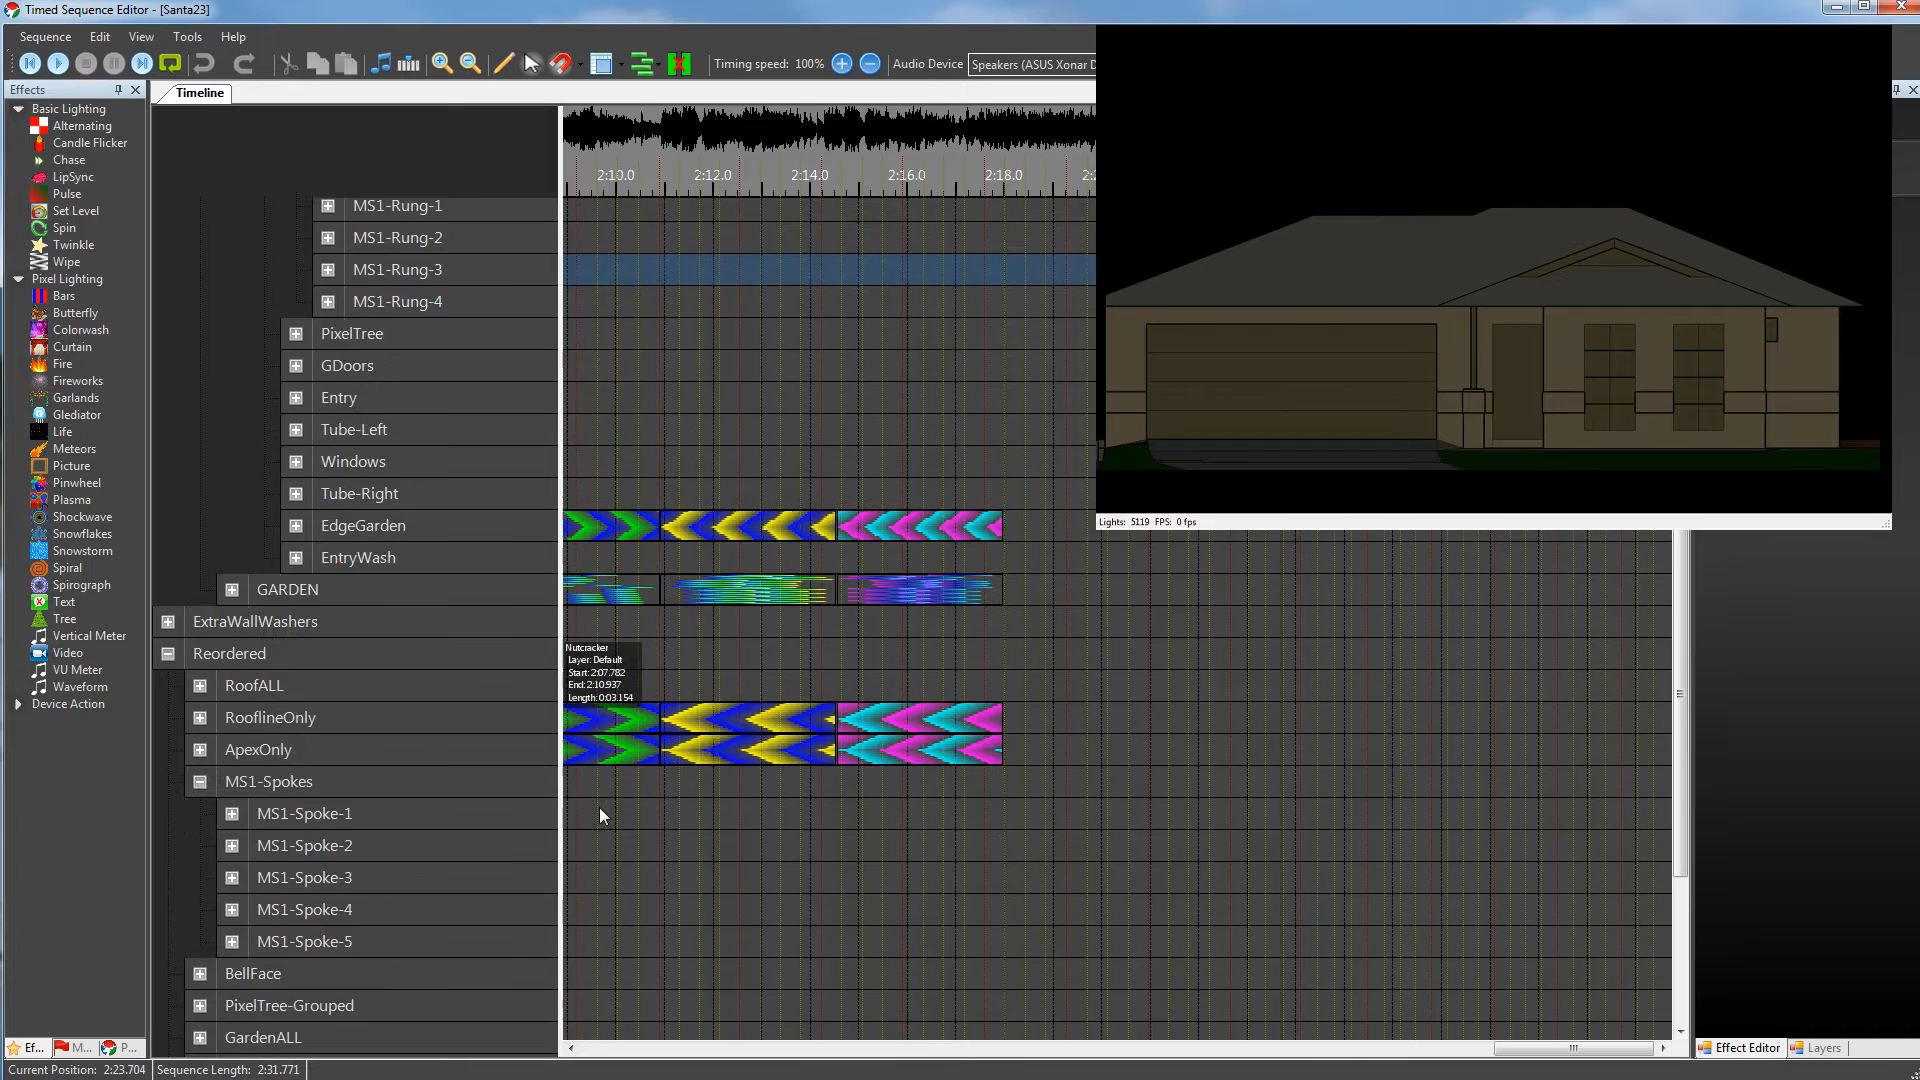 Timed Sequence Editor - [Santa23]
Sequence Edit View Tools Help
Timing speed: 100% Audio Device Speakers (ASUS Xonar D
Effects
Timeline
Basic Lighting
Alternating
Candle Flicker
Chase
LipSync
Pulse
Set Level
Spin
Twinkle
Wipe
Pixel Lighting
Bars
Butterfly
Colorwash
Curtain
Fire
Fireworks
Garlands
Glediator
Life
Meteors
Picture
Pinwheel
Plasma
Shockwave
Snowflakes
Snowstorm
Spiral
Spirograph
Text
Tree
Vertical Meter
Video
VU Meter
Waveform
Device Action
2:10.0 2:12.0 2:14.0 2:16.0 2:18.0 2:
MS1-Rung-1
MS1-Rung-2
MS1-Rung-3
MS1-Rung-4
PixelTree
GDoors
Entry
Tube-Left
Windows
Tube-Right
EdgeGarden
EntryWash
GARDEN
ExtraWallWashers
Reordered
RoofALL
RooflineOnly
ApexOnly
MS1-Spokes
MS1-Spoke-1
MS1-Spoke-2
MS1-Spoke-3
MS1-Spoke-4
MS1-Spoke-5
BellFace
PixelTree-Grouped
GardenALL
Nutcracker
Layer: Default
Start: 2:07.782
End: 2:10.937
Length: 0:03.154
Lights: 5119 FPS: 0 fps
Ef... M... P...
Effect Editor Layers
Current Position: 2:23.704 Sequence Length: 2:31.771